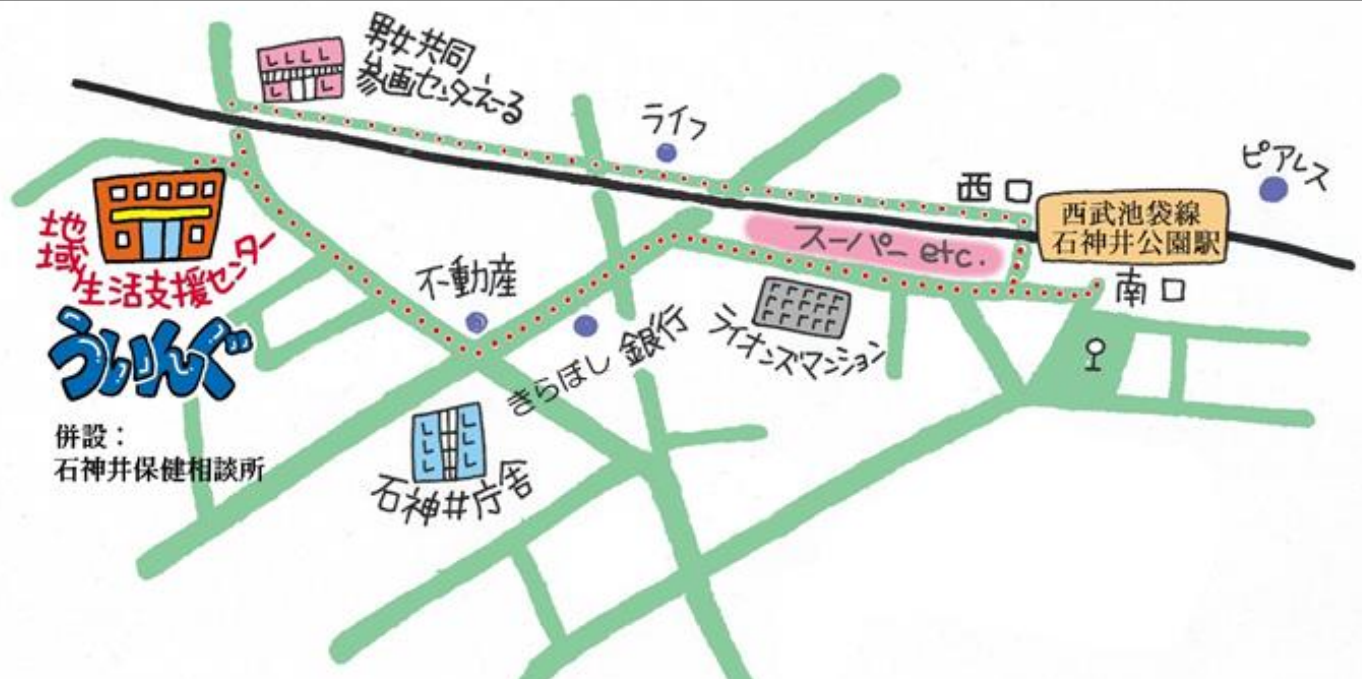 男女共同
参画センターえーる
ライフ
ピアレス
西口
西武池袋線
石神井公園駅
スーパー etc.
南口
地域
生活支援センター
ういんぐ
不動産
きらぼし銀行
ライオンズマンション
併設：
石神井保健相談所
石神井庁舎